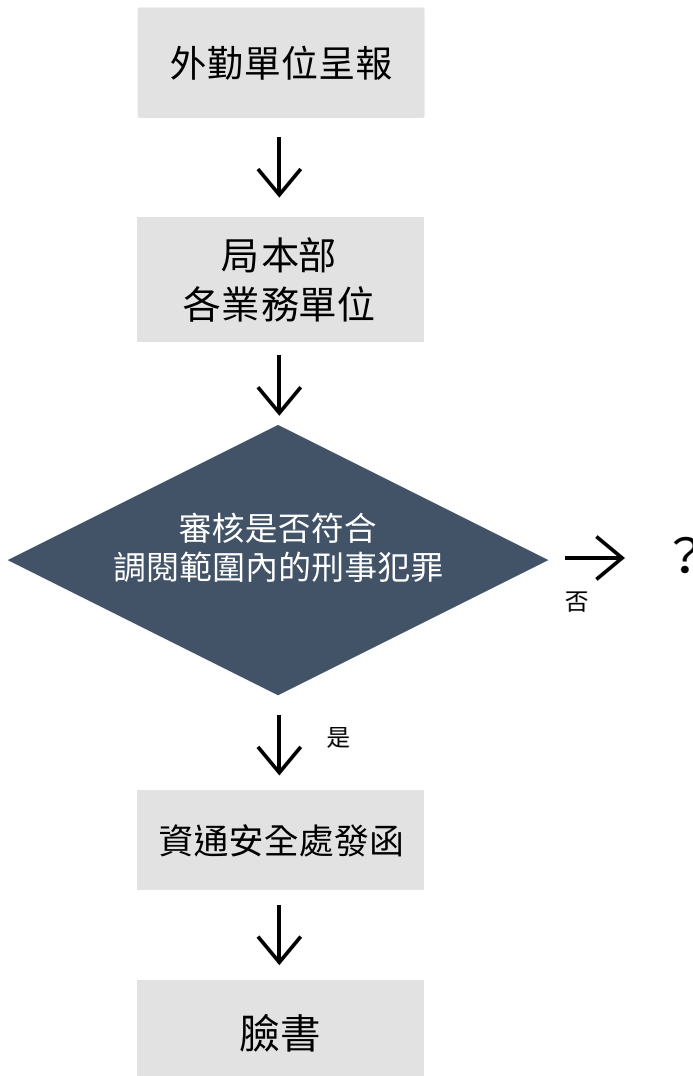 外勤單位呈報
局本部
各業務單位
審核是否符合
調閱範圍內的刑事犯罪
？
否
是
資通安全處發函
臉書